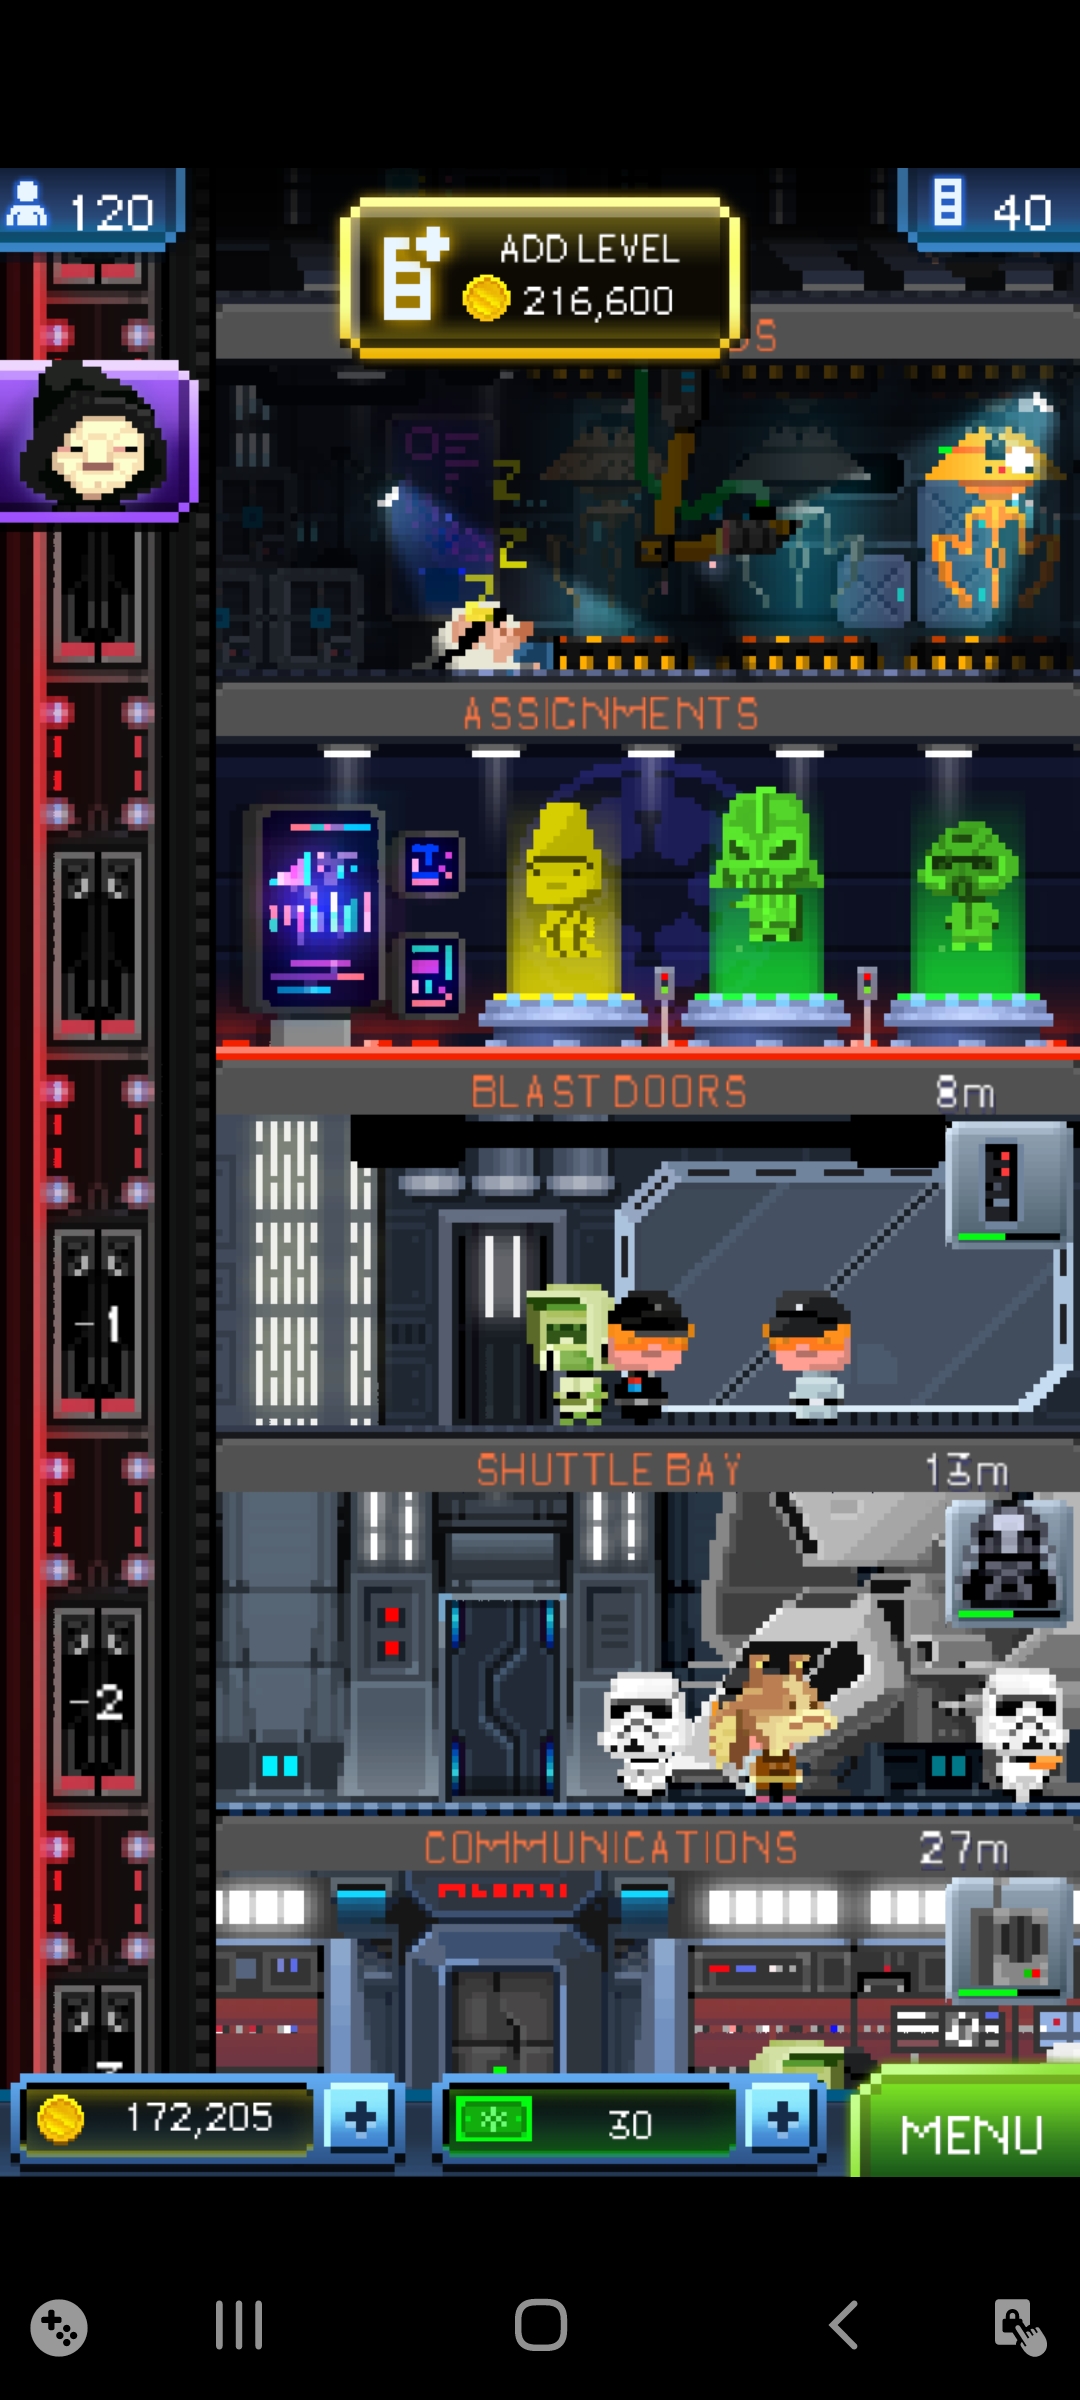 120
ADD LEVEL
216,600
40
DS
Z
Z
Z
ASSIGNMENTS
BLAST DOORS 8m
-1
SHUTTLE BAY 13m
-2
COMMUNICATIONS 27m
172,205
30
MENU